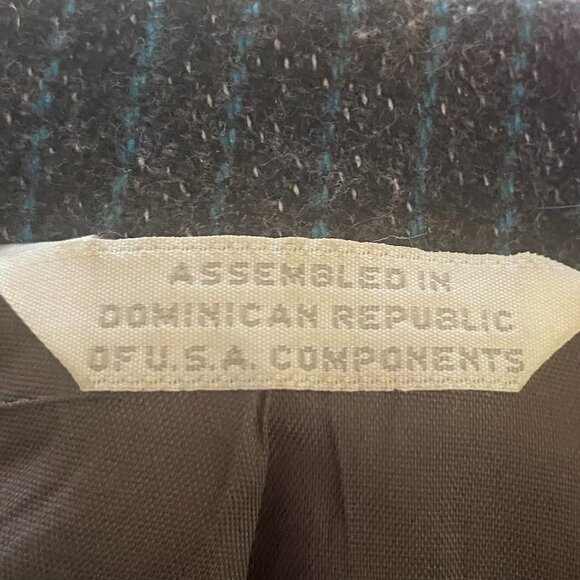 ASSEMBLED IN
DOMINICAN REPUBLIC
OF U.S.A. COMPONENTS